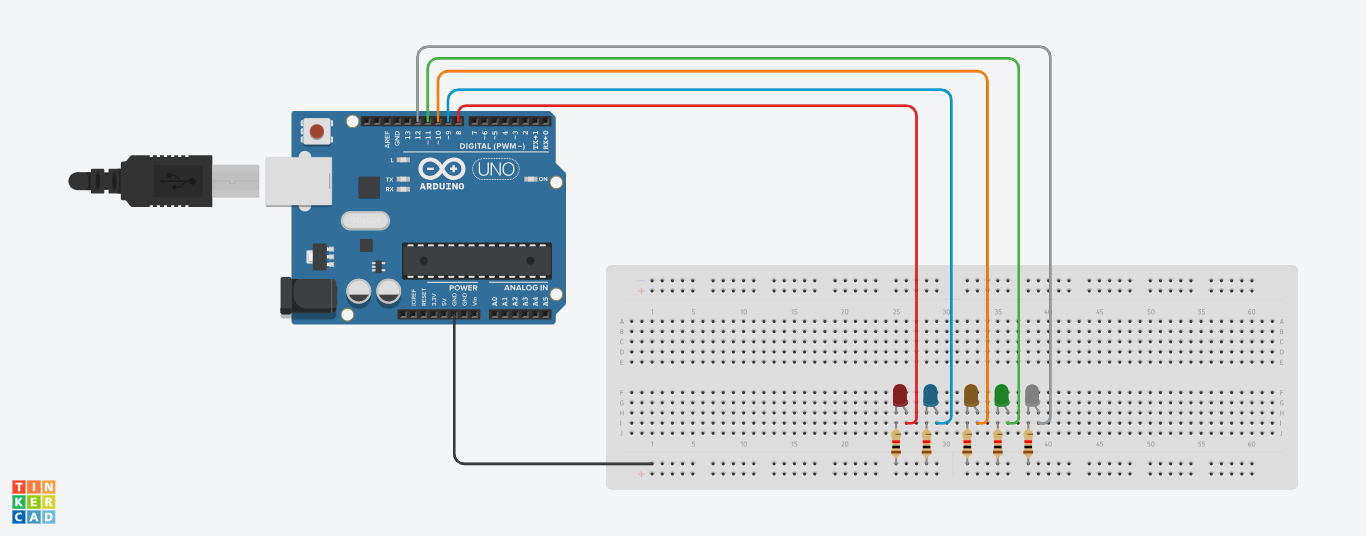 AREF
GND
13
12
~11
~10
~9
8
7
~6
~5
4
~3
2
TX→1
RX←0
DIGITAL (PWM~)
L
TX
RX
UNO
ARDUINO
ON
POWER
ANALOG IN
IOREF
RESET
3.3V
5V
GND
GND
Vin
A0
A1
A2
A3
A4
A5
1 5 10 15 20 25 30 35 40 45 50 55 60
A A
B B
C C
D D
E E
F F
G G
H H
I I
J J
1 5 10 15 20 30 40 45 50 55 60
TIN
KER
CAD